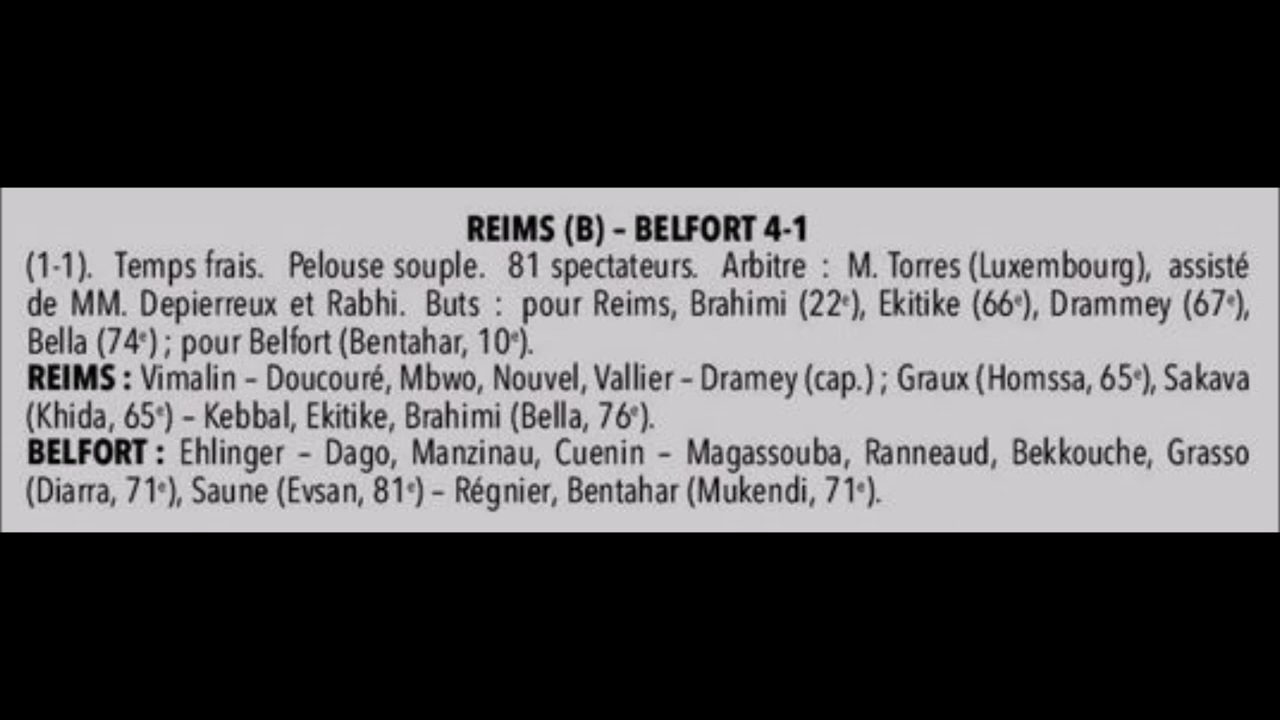 REIMS (B) – BELFORT 4-1
(1-1). Temps frais. Pelouse souple. 81 spectateurs. Arbitre : M. Torres (Luxembourg), assisté
de MM. Depierreux et Rabhi. Buts : pour Reims, Brahimi (22e), Ekitike (66e), Drammey (67e),
Bella (74e) ; pour Belfort (Bentahar, 10e).
REIMS : Vimalin – Doucouré, Mbwo, Nouvel, Vallier – Dramey (cap.) ; Graux (Homssa, 65e), Sakava
(Khida, 65e) – Kebbal, Ekitike, Brahimi (Bella, 76e).
BELFORT : Ehlinger – Dago, Manzinau, Cuenin – Magassouba, Ranneaud, Bekkouche, Grasso
(Diarra, 71e), Saune (Evsan, 81e) – Régnier, Bentahar (Mukendi, 71e).